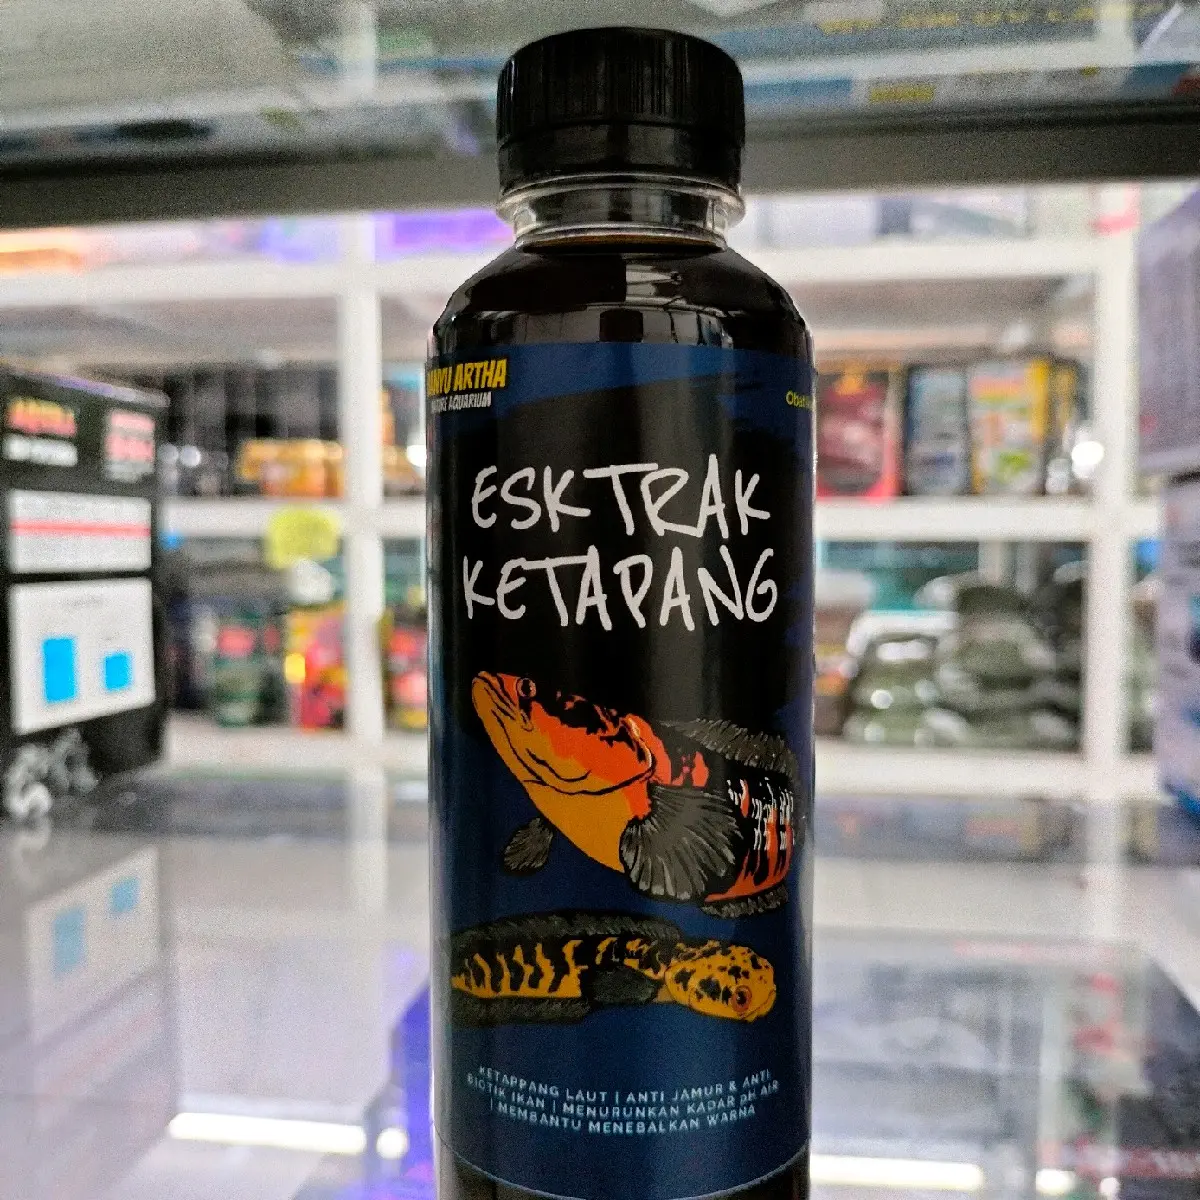 ARTHA
AQUARIUM
ESKTRAK
KETAPANG
KETAPPANG LAUT | ANTI JAMUR & ANTI
BIOTIK IKAN | MENURUNKAN KADAR pH AIR
| MEMBANTU MENEBALKAN WARNA